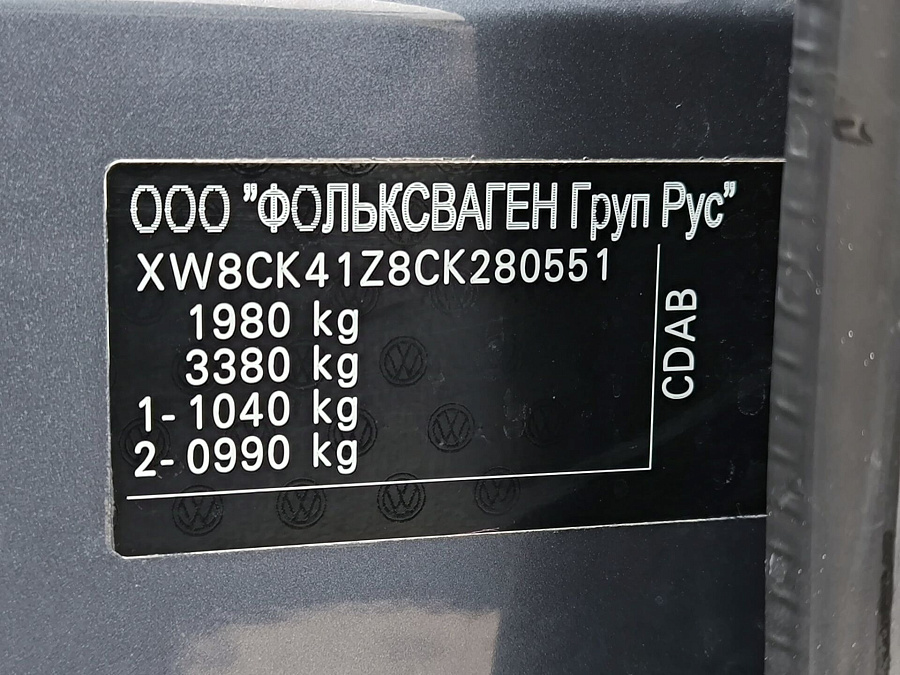 ООО "ФОЛЬКСВАГЕН Груп Рус"
XW8CK41Z8CK280551
1980 kg
3380 kg
1- 1040 kg
2- 0990 kg
CDAB